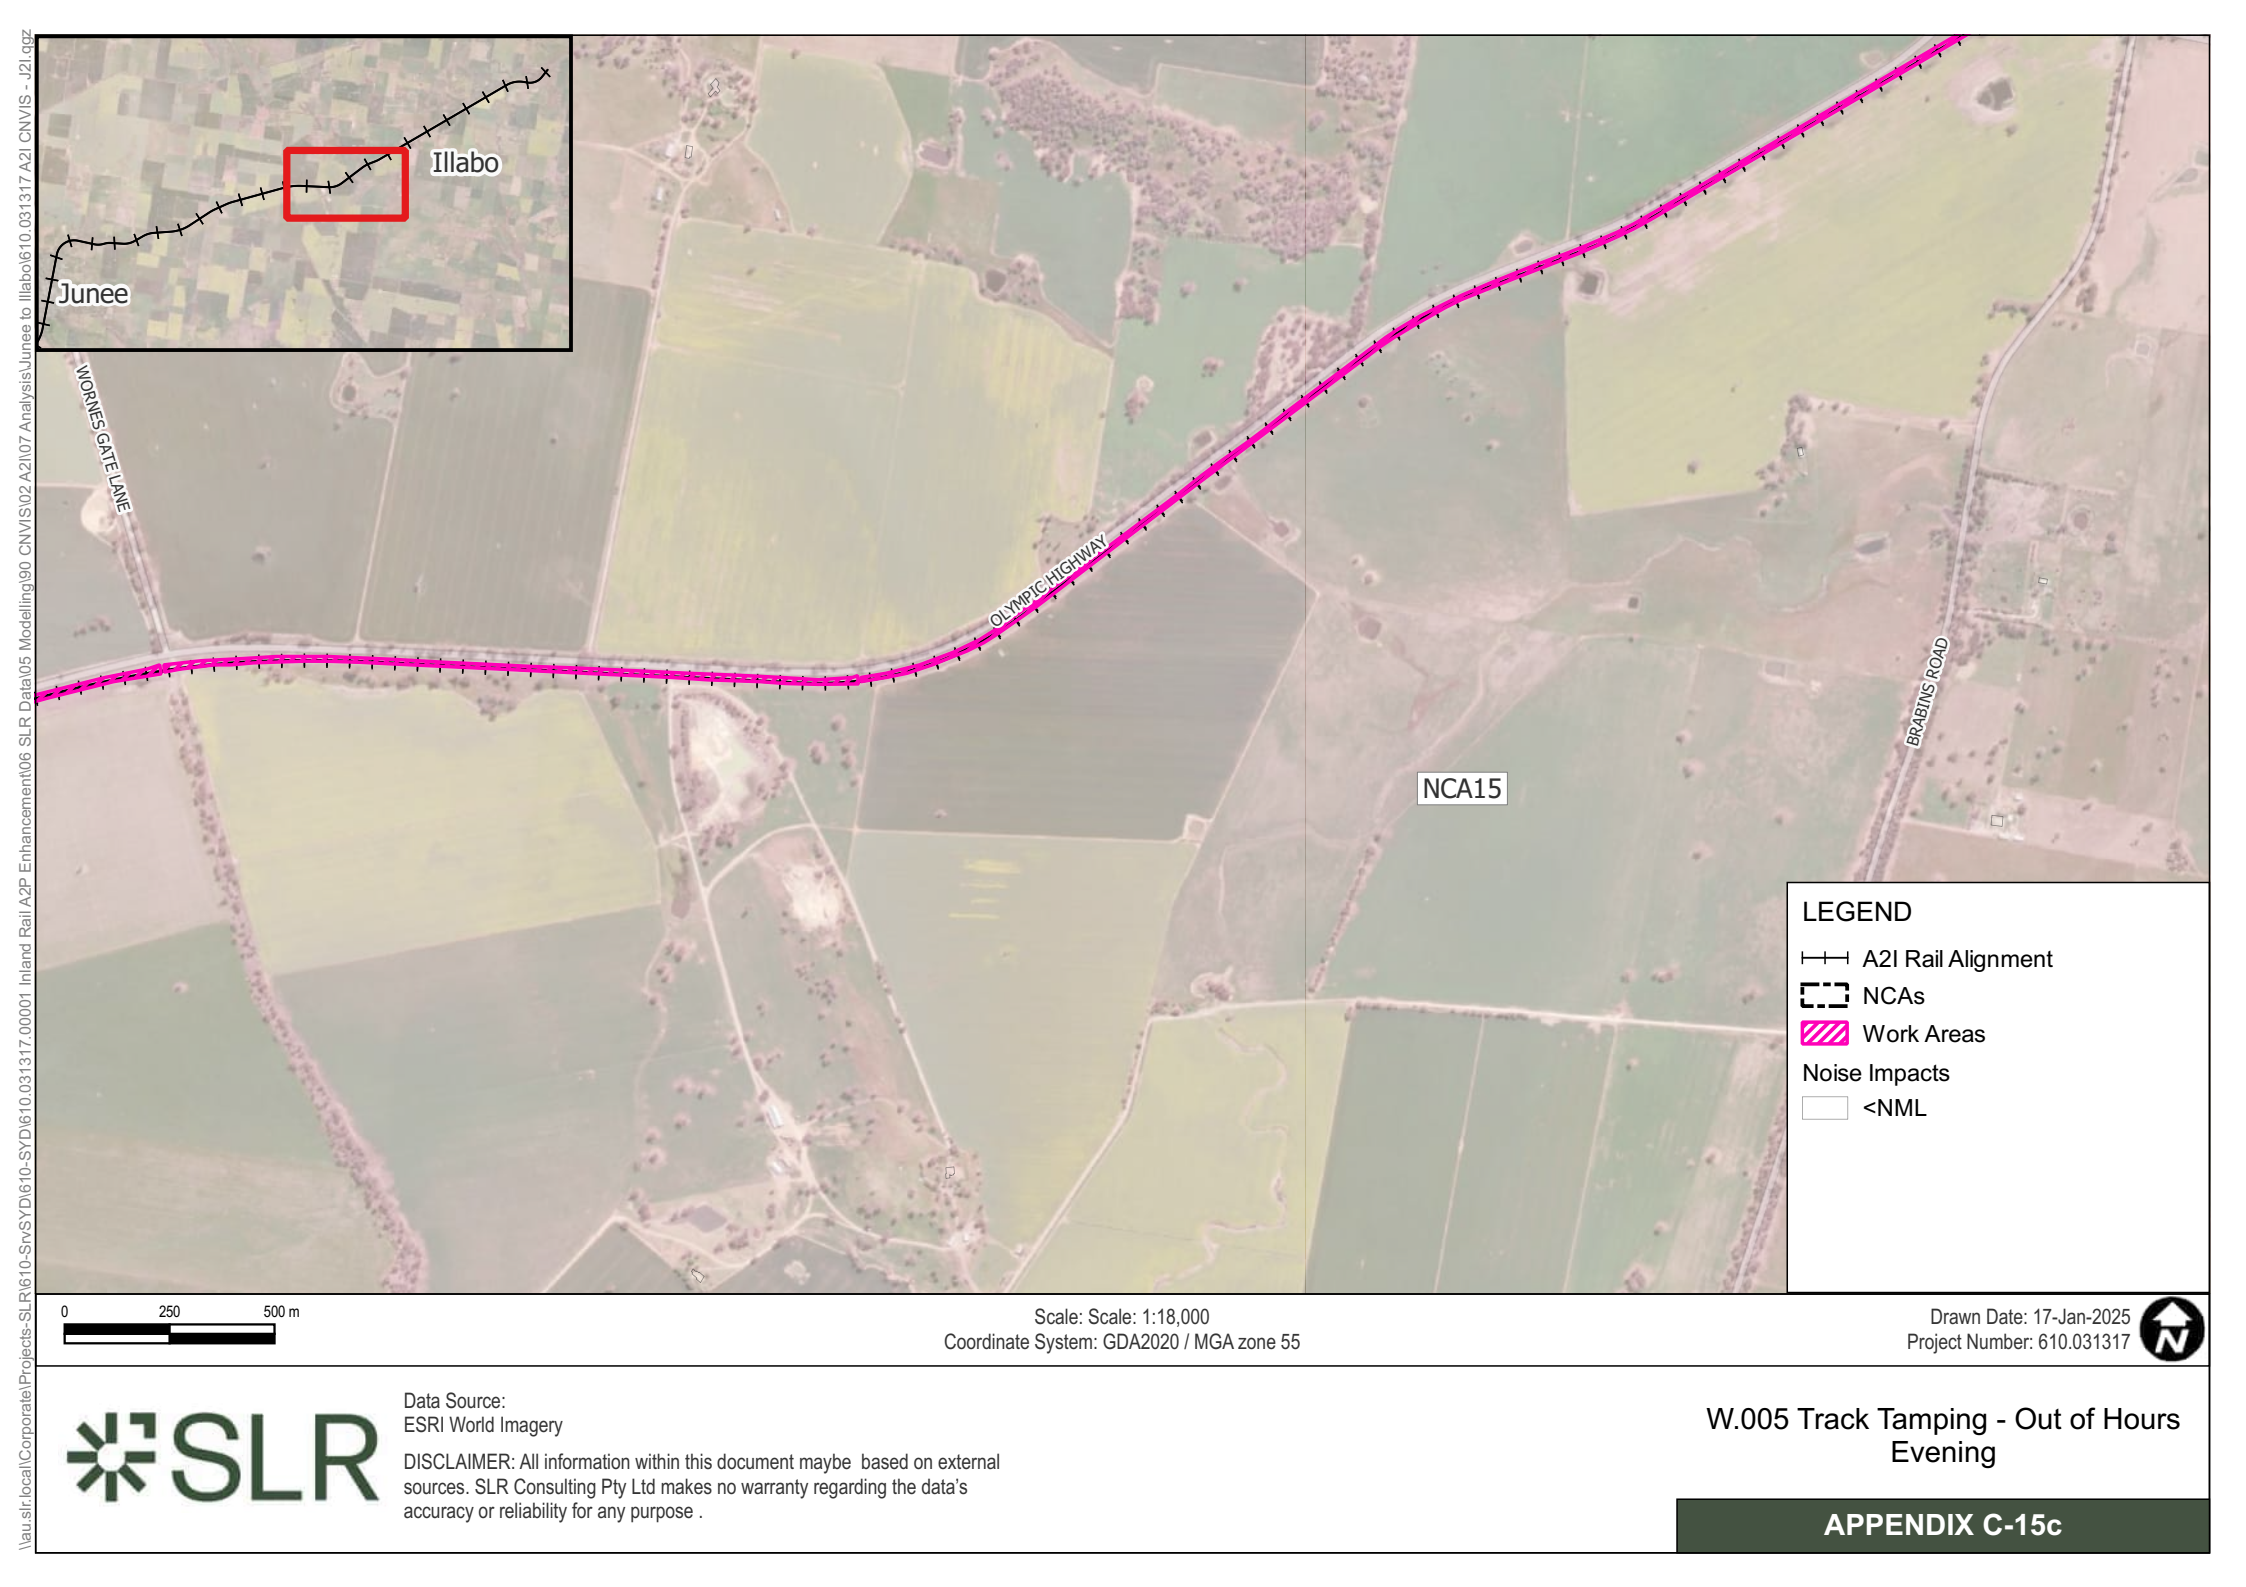 \\au.slr.local\Corporate\Projects-SLR\610-SrvSYD\610-SYD\610.031317.00001 Inland Rail A2P Enhancement\06 SLR Data\05 Modelling\90 CNVIS\02 A2I\07 Analysis\Junee to Illabo\610.031317 A2I CNVIS - J2I.qgz
Illabo
Junee
WORNES GATE LANE
OLYMPIC HIGHWAY
BRABINS ROAD
NCA15
LEGEND
A2I Rail Alignment
NCAs
Work Areas
Noise Impacts
<NML
0 250 500 m
Scale: Scale: 1:18,000
Coordinate System: GDA2020 / MGA zone 55
Drawn Date: 17-Jan-2025
Project Number: 610.031317
N
SLR
Data Source:
ESRI World Imagery
DISCLAIMER: All information within this document maybe based on external
sources. SLR Consulting Pty Ltd makes no warranty regarding the data's
accuracy or reliability for any purpose .
W.005 Track Tamping - Out of Hours
Evening
APPENDIX C-15c